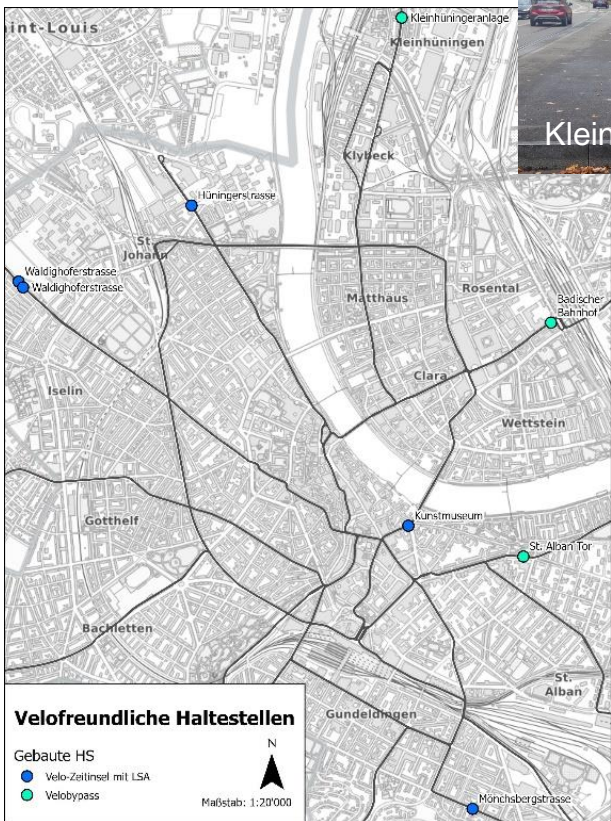 aint-Louis
Kleinhüningeranlage
Kleinhüningen
Klein
Klybeck
Hüningerstrasse
St.
Johann
Waldighoferstrasse
Waldighoferstrasse
Matthäus
Rosental
Badischer
Bahnhof
Iselin
Clara
Wettstein
Gotthelf
Kunstmuseum
St. Alban Tor
Bachletten
St.
Alban
Gundeldingen
Velofreundliche Haltestellen
Gebaute HS
Velo-Zeitinsel mit LSA
Velobypass
N
Maßstab: 1:20'000
Mönchsbergstrasse